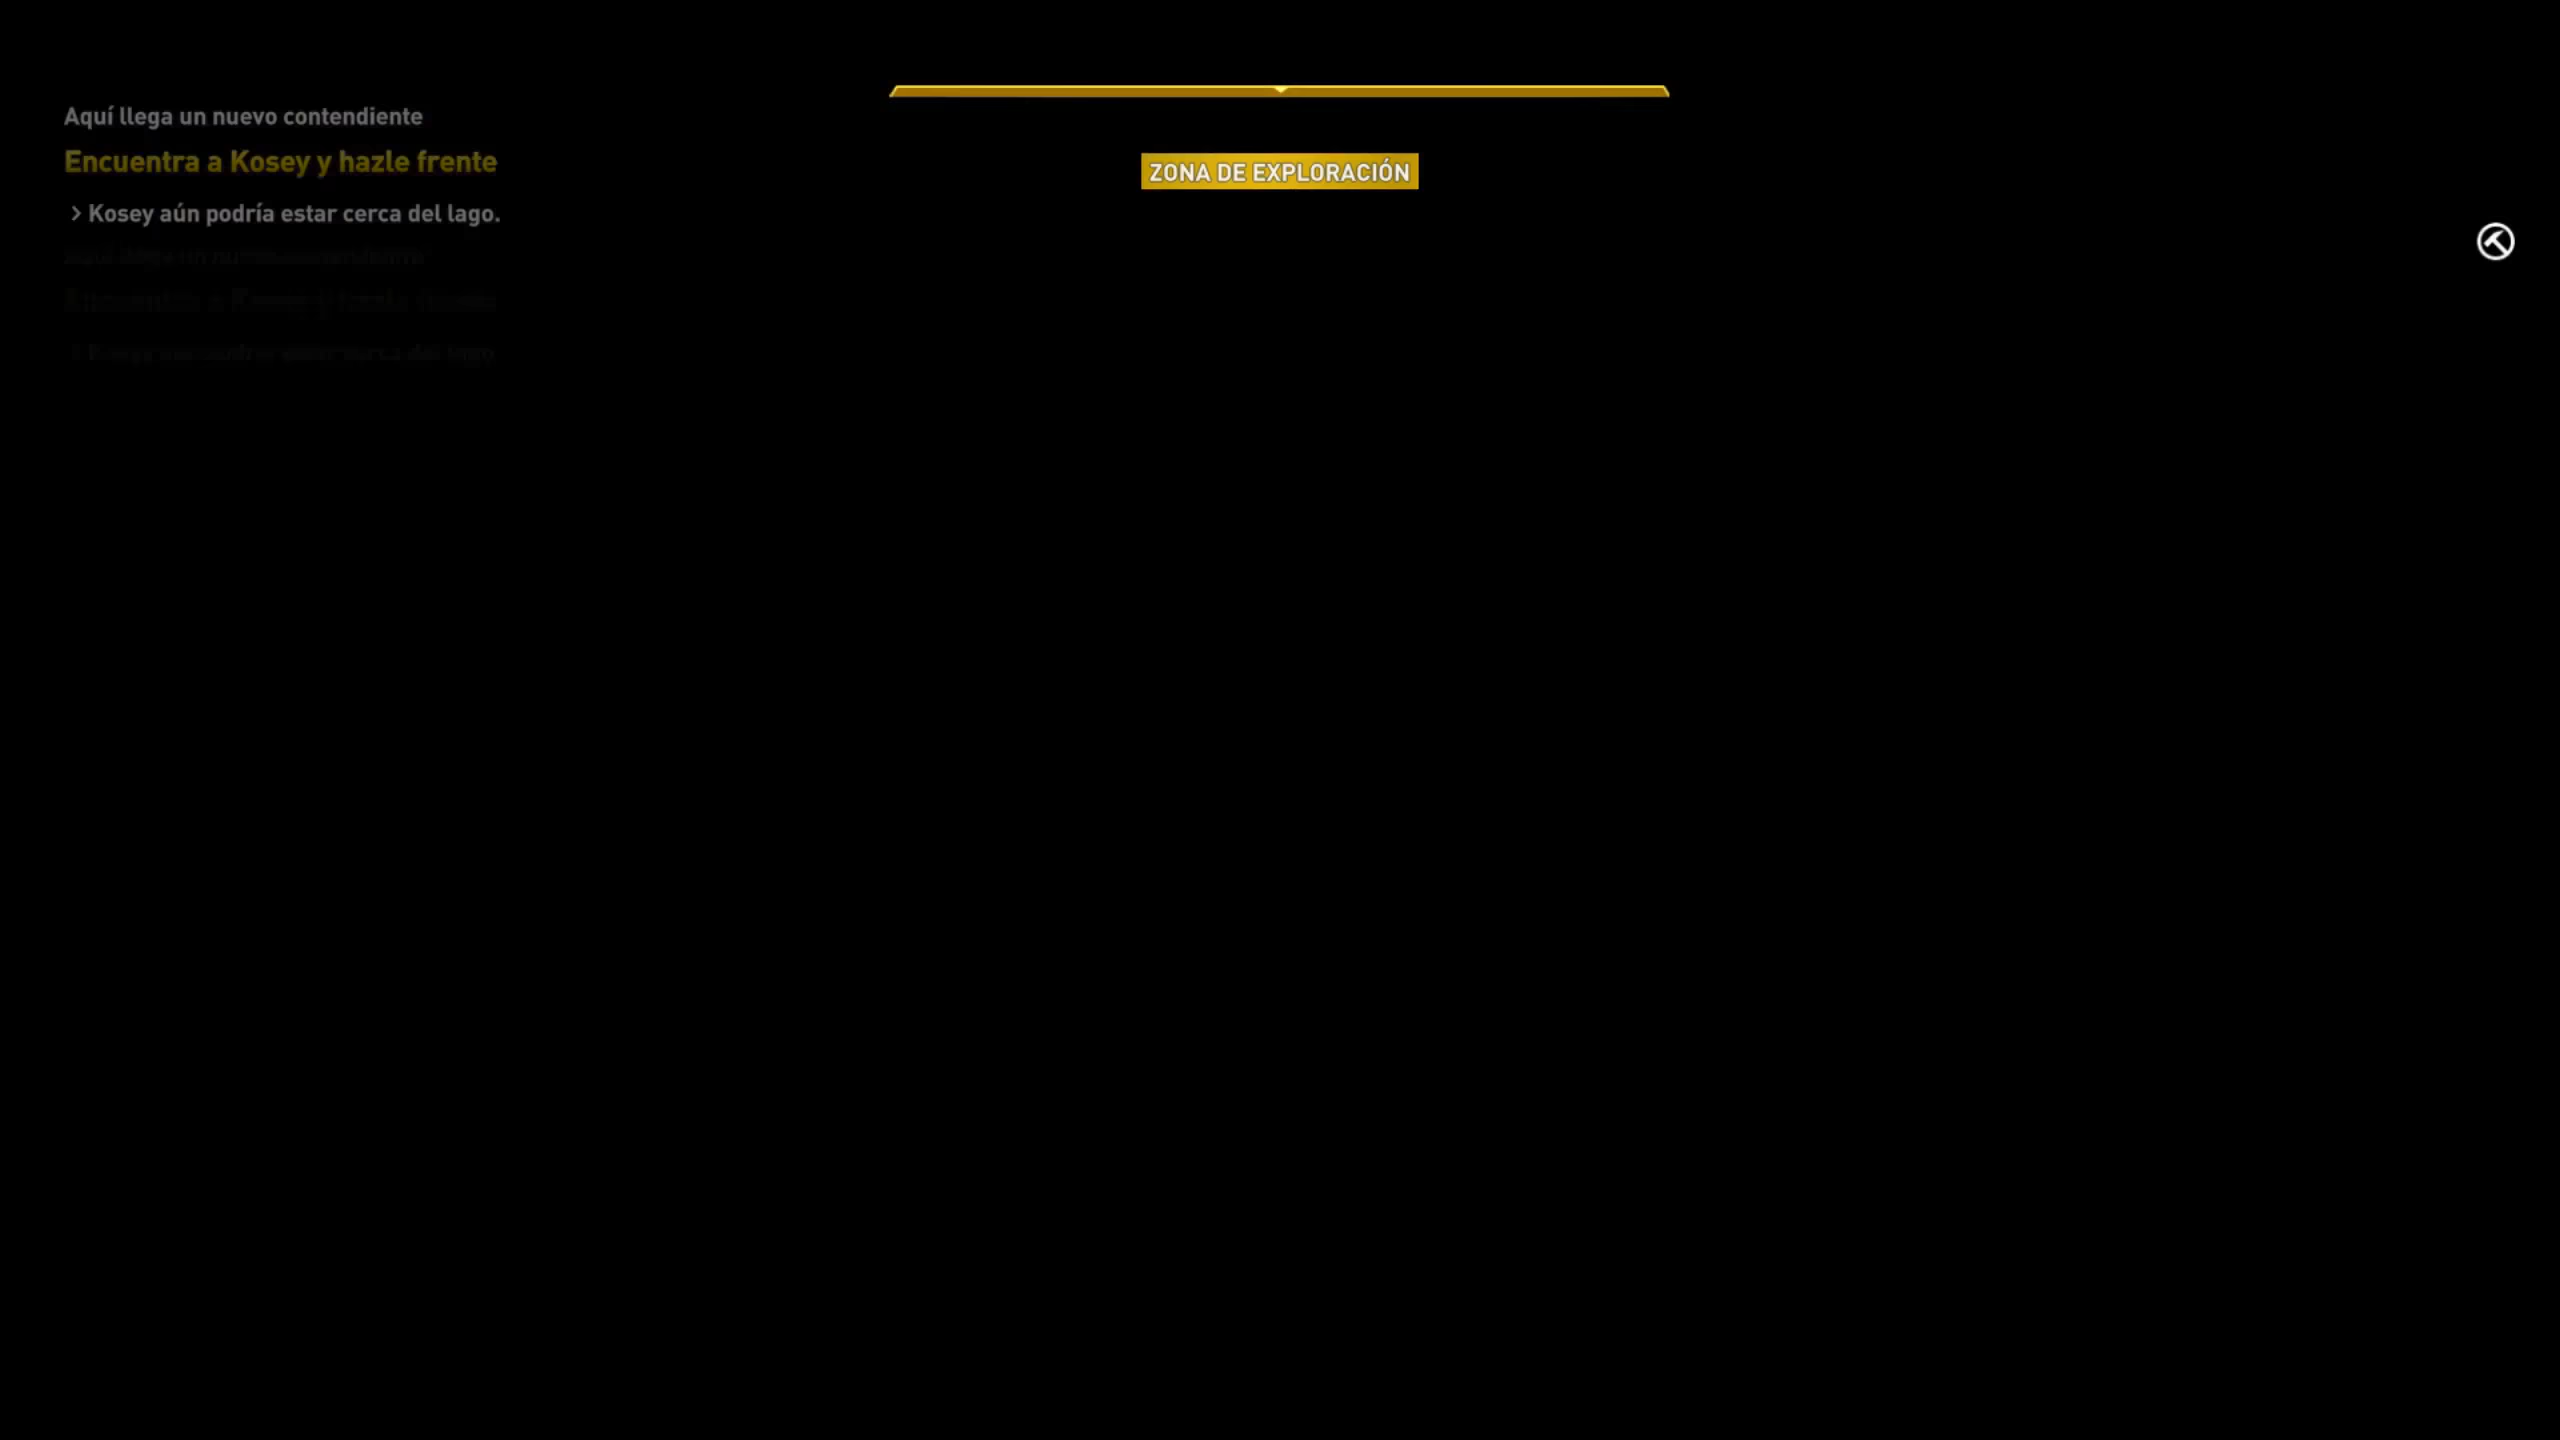 Aquí llega un nuevo contendiente
Encuentra a Kosey y hazle frente
> Kosey aún podría estar cerca del lago.
ZONA DE EXPLORACIÓN